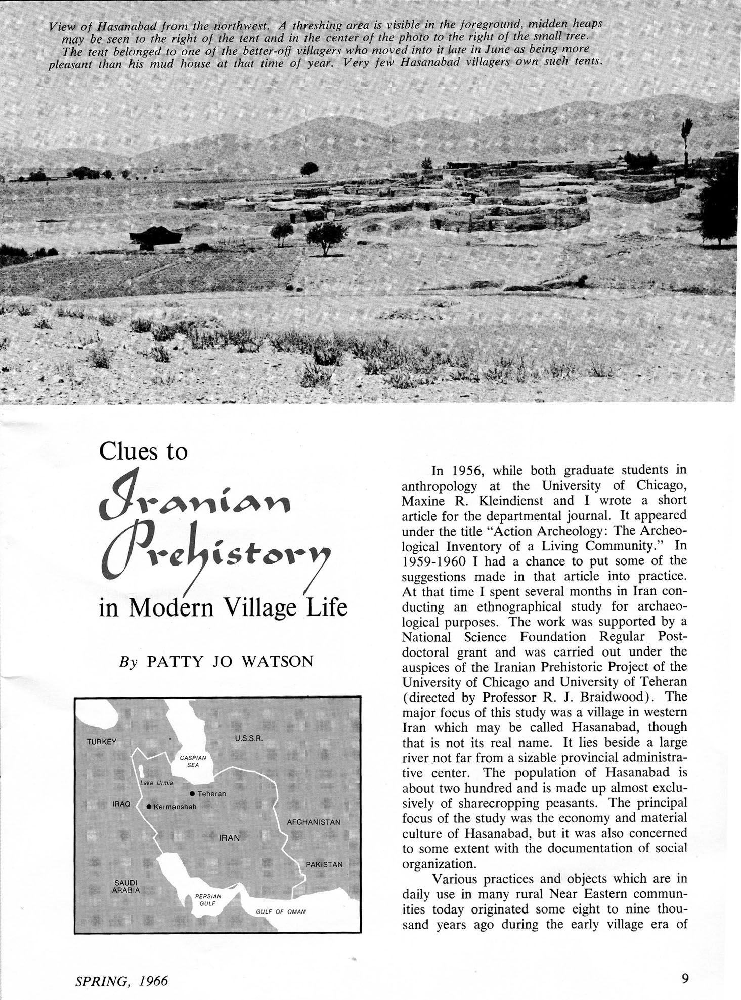 View of Hasanabad from the northwest. A threshing area is visible in the foreground, midden heaps
may be seen to the right of the tent and in the center of the photo to the right of the small tree.
The tent belonged to one of the better-off villagers who moved into it late in June as being more
pleasant than his mud house at that time of year. Very few Hasanabad villagers own such tents.
Clues to
Iranian
Prehistory
in Modern Village Life
By PATTY JO WATSON
TURKEY
U.S.S.R.
CASPIAN
SEA
Lake Urmia
Teheran
IRAQ
Kermanshah
AFGHANISTAN
IRAN
PAKISTAN
SAUDI
ARABIA
PERSIAN
GULF
GULF OF OMAN
In 1956, while both graduate students in
anthropology at the University of Chicago,
Maxine R. Kleindienst and I wrote a short
article for the departmental journal. It appeared
under the title “Action Archeology: The Archeo-
logical Inventory of a Living Community.” In
1959-1960 I had a chance to put some of the
suggestions made in that article into practice.
At that time I spent several months in Iran con-
ducting an ethnographical study for archaeo-
logical purposes. The work was supported by a
National Science Foundation Regular Post-
doctoral grant and was carried out under the
auspices of the Iranian Prehistoric Project of the
University of Chicago and University of Teheran
(directed by Professor R. J. Braidwood). The
major focus of this study was a village in western
Iran which may be called Hasanabad, though
that is not its real name. It lies beside a large
river not far from a sizable provincial administra-
tive center. The population of Hasanabad is
about two hundred and is made up almost exclu-
sively of sharecropping peasants. The principal
focus of the study was the economy and material
culture of Hasanabad, but it was also concerned
to some extent with the documentation of social
organization.
Various practices and objects which are in
daily use in many rural Near Eastern commun-
ities today originated some eight to nine thou-
sand years ago during the early village era of
SPRING, 1966
9